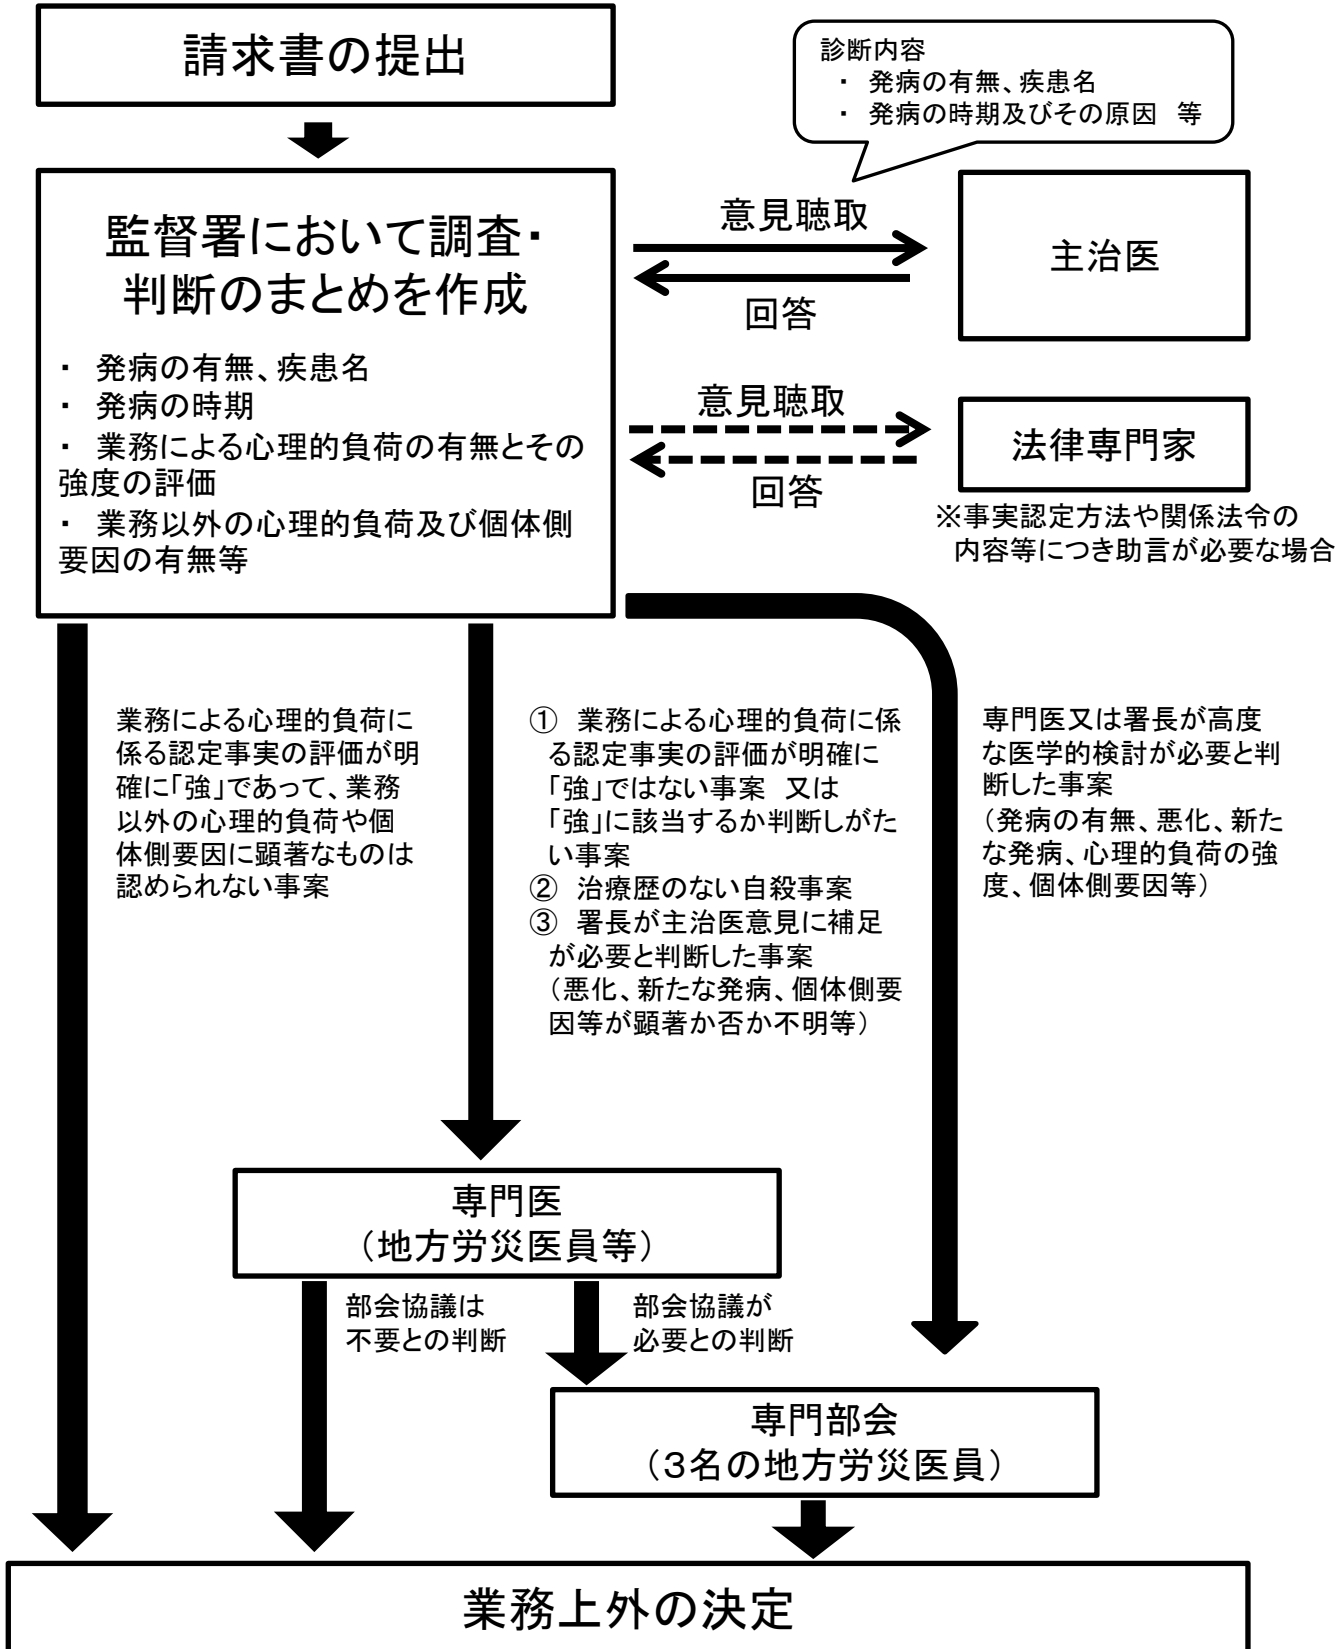 請求書の提出
診断内容
・ 発病の有無、疾患名
・ 発病の時期及びその原因 等
監督署において調査・
判断のまとめを作成
・ 発病の有無、疾患名
・ 発病の時期
・ 業務による心理的負荷の有無とその
強度の評価
・ 業務以外の心理的負荷及び個体側
要因の有無等
意見聴取
回答
主治医
意見聴取
回答
法律専門家
※事実認定方法や関係法令の
内容等につき助言が必要な場合
業務による心理的負荷に
係る認定事実の評価が明
確に「強」であって、業務
以外の心理的負荷や個
体側要因に顕著なものは
認められない事案
① 業務による心理的負荷に係
る認定事実の評価が明確に
「強」ではない事案 又は
「強」に該当するか判断しがた
い事案
② 治療歴のない自殺事案
③ 署長が主治医意見に補足
が必要と判断した事案
（悪化、新たな発病、個体側要
因等が顕著か否か不明等）
専門医又は署長が高度
な医学的検討が必要と判
断した事案
（発病の有無、悪化、新た
な発病、心理的負荷の強
度、個体側要因等）
専門医
（地方労災医員等）
部会協議は
不要との判断
部会協議が
必要との判断
専門部会
（３名の地方労災医員）
業務上外の決定